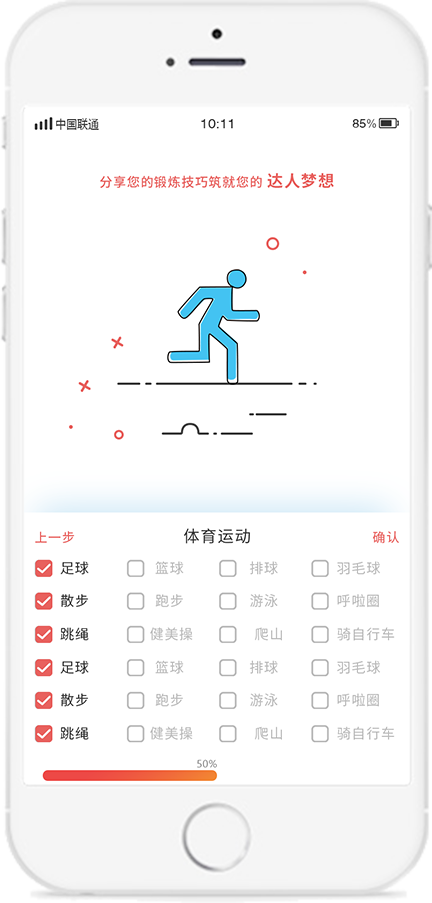 中国联通 10:11 85%
分享您的锻炼技巧筑就您的 达人梦想
上一步 体育运动 确认
足球 篮球 排球 羽毛球
散步 跑步 游泳 呼啦圈
跳绳 健美操 爬山 骑自行车
足球 篮球 排球 羽毛球
散步 跑步 游泳 呼啦圈
跳绳 健美操 爬山 骑自行车
50%